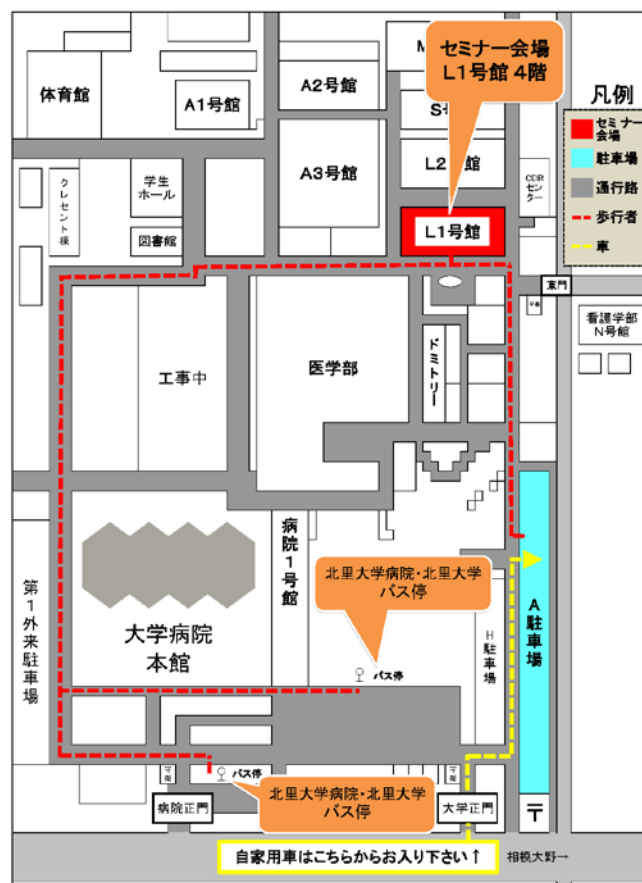 セミナー会場
L1号館 4階
M
体育館
A1号館
A2号館
S
凡例
セミナー
会場
駐車場
通行路
歩行者
車
クレセント棟
学生
ホール
図書館
A3号館
L2 館
CDR
センター
L1号館
東門
看護学部
N号館
工事中
医学部
ドミトリー
病院1号館
北里大学病院・北里大学
バス停
第1外来駐車場
大学病院
本館
H駐車場
A駐車場
バス停
守衛
バス停
守衛
病院正門
北里大学病院・北里大学
バス停
大学正門
〒
自家用車はこちらからお入り下さい↑
相模大野→